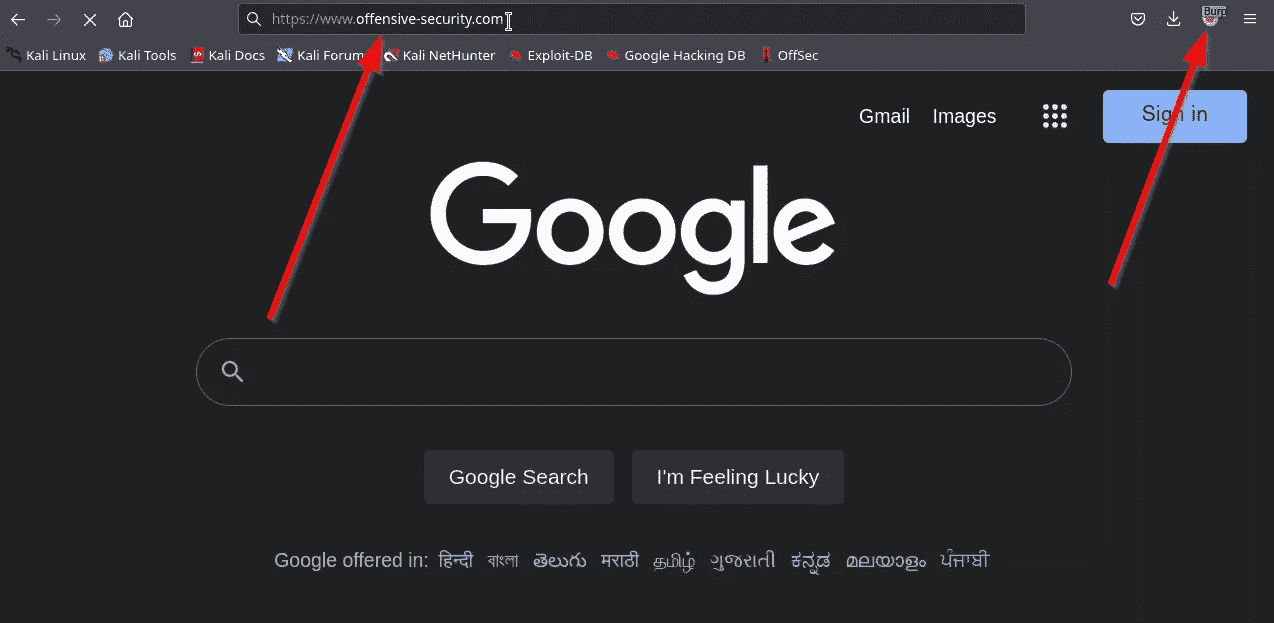 https://www.offensive-security.com
Burp
Kali Linux Kali Tools Kali Docs Kali Forum Kali NetHunter Exploit-DB Google Hacking DB OffSec
Gmail Images Sign in
Google
Google Search I'm Feeling Lucky
Google offered in: हिन्दी বাংলা తెలుగు मराठी தமிழ் ગુજરાતી ಕನ್ನಡ മലയാളം ਪੰਜਾਬੀ